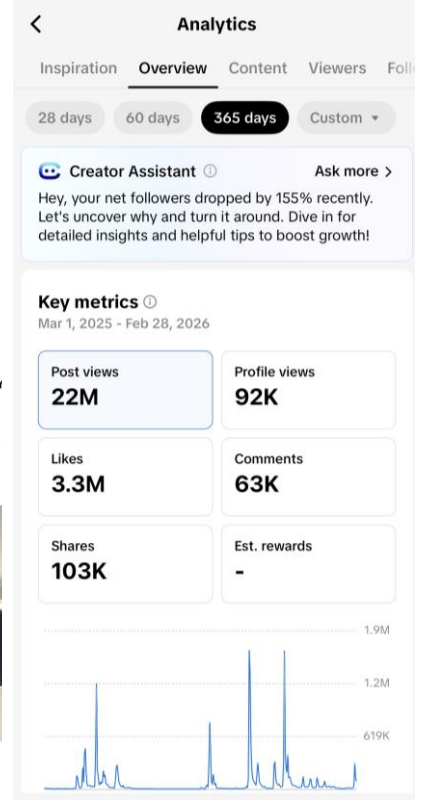 Analytics
Inspiration Overview Content Viewers Foll
28 days 60 days 365 days Custom
Creator Assistant Ask more
Hey, your net followers dropped by 155% recently.
Let's uncover why and turn it around. Dive in for
detailed insights and helpful tips to boost growth!
Key metrics
Mar 1, 2025 - Feb 28, 2026
Post views Profile views
22M 92K
Likes Comments
3.3M 63K
Shares Est. rewards
103K -
1.9M
1.2M
619K